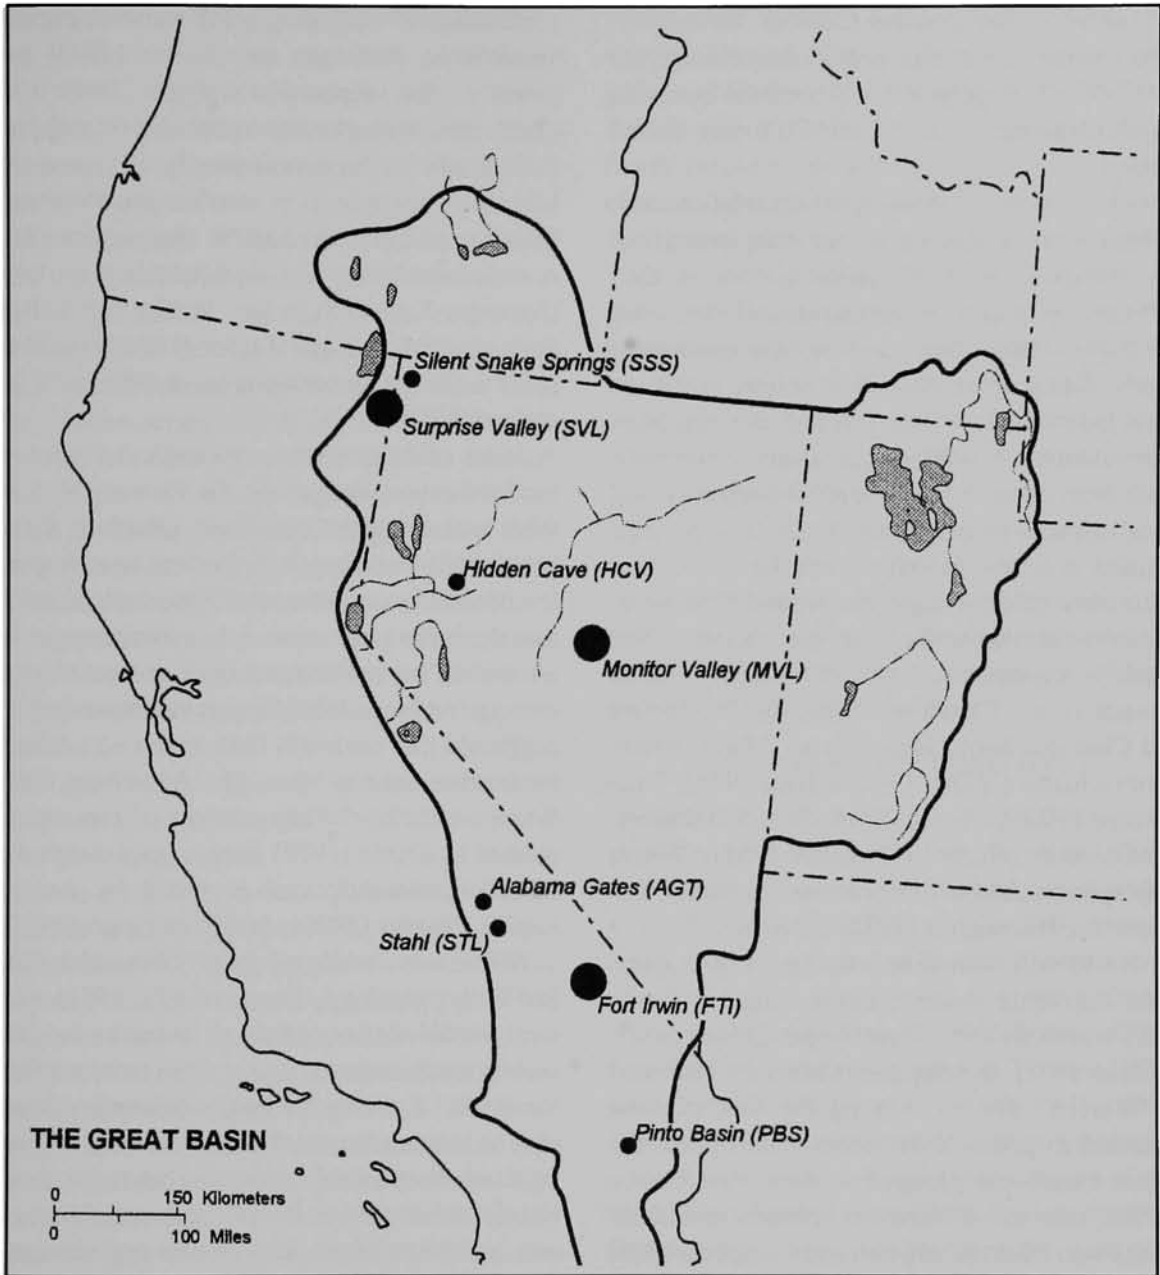 Silent Snake Springs (SSS)
Surprise Valley (SVL)
Hidden Cave (HCV)
Monitor Valley (MVL)
Alabama Gates (AGT)
Stahl (STL)
Fort Irwin (FTI)
Pinto Basin (PBS)
THE GREAT BASIN
0 150 Kilometers
0 100 Miles